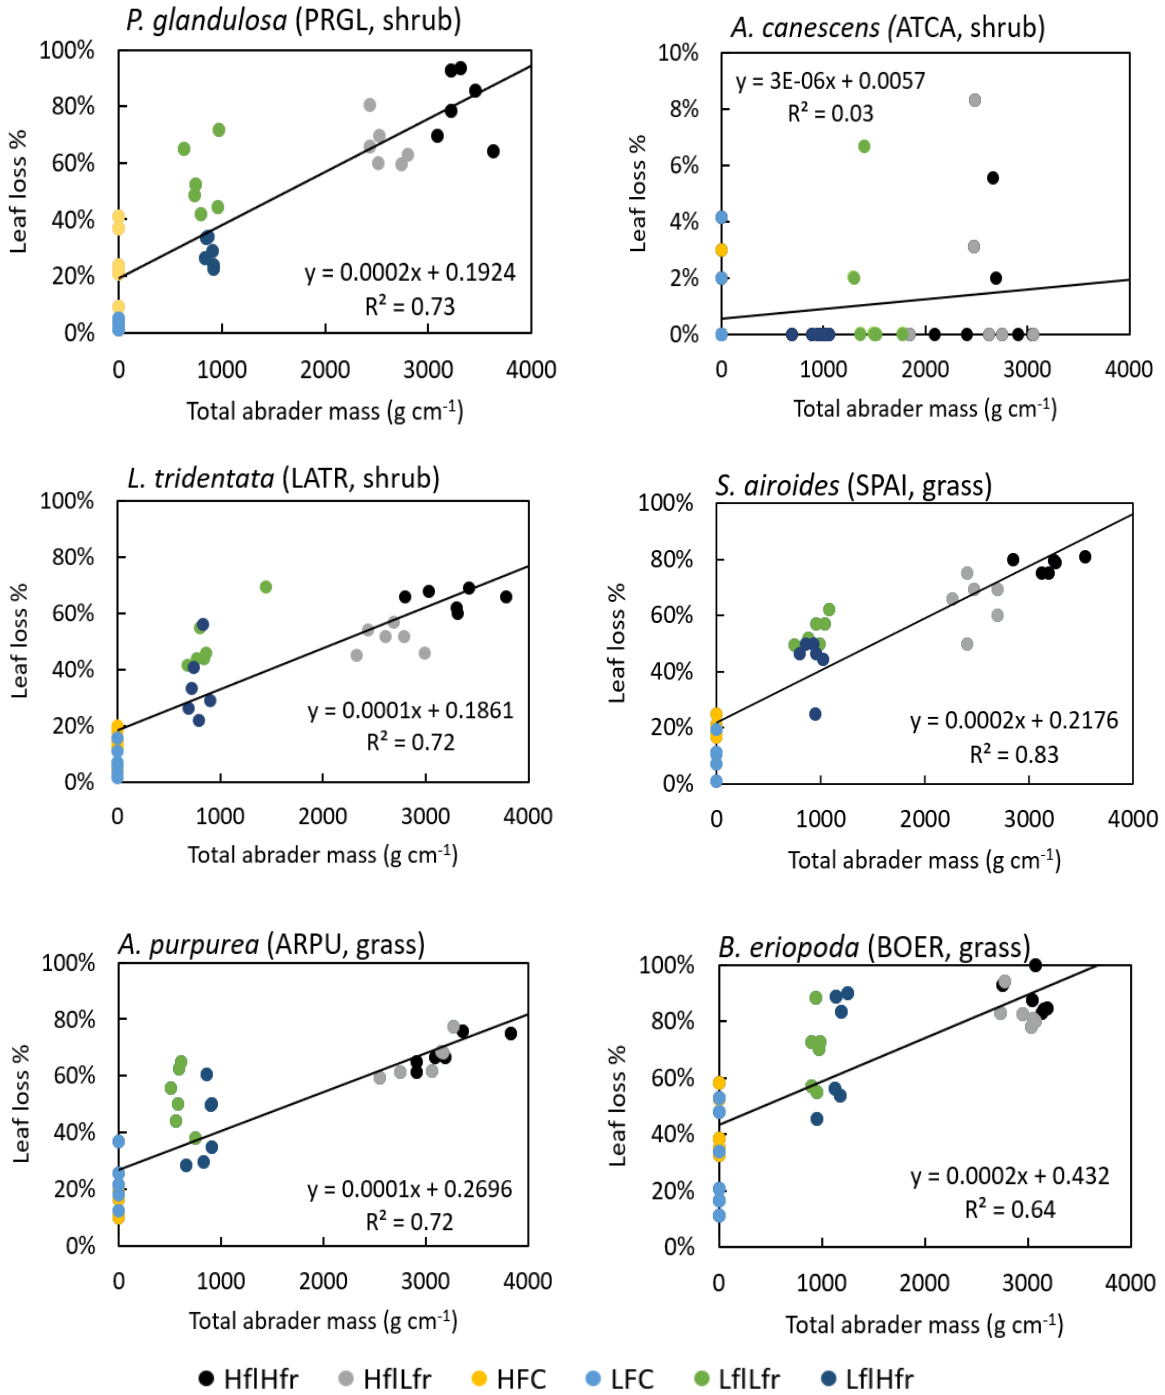 P. glandulosa (PRGL, shrub)
100%
80%
60%
40%
20%
0%
Leaf loss %
y = 0.0002x + 0.1924
R² = 0.73
0 1000 2000 3000 4000
Total abrader mass (g cm⁻¹)
A. canescens (ATCA, shrub)
10%
8%
6%
4%
2%
0%
Leaf loss %
y = 3E-06x + 0.0057
R² = 0.03
0 1000 2000 3000 4000
Total abrader mass (g cm⁻¹)
L. tridentata (LATR, shrub)
100%
80%
60%
40%
20%
0%
Leaf loss %
y = 0.0001x + 0.1861
R² = 0.72
0 1000 2000 3000 4000
Total abrader mass (g cm⁻¹)
S. airoides (SPAI, grass)
100%
80%
60%
40%
20%
0%
Leaf loss %
y = 0.0002x + 0.2176
R² = 0.83
0 1000 2000 3000 4000
Total abrader mass (g cm⁻¹)
A. purpurea (ARPU, grass)
100%
80%
60%
40%
20%
0%
Leaf loss %
y = 0.0001x + 0.2696
R² = 0.72
0 1000 2000 3000 4000
Total abrader mass (g cm⁻¹)
B. eriopoda (BOER, grass)
100%
80%
60%
40%
20%
0%
Leaf loss %
y = 0.0002x + 0.432
R² = 0.64
0 1000 2000 3000 4000
Total abrader mass (g cm⁻¹)
HflHfr HflLfr HFC LFC LflLfr LflHfr